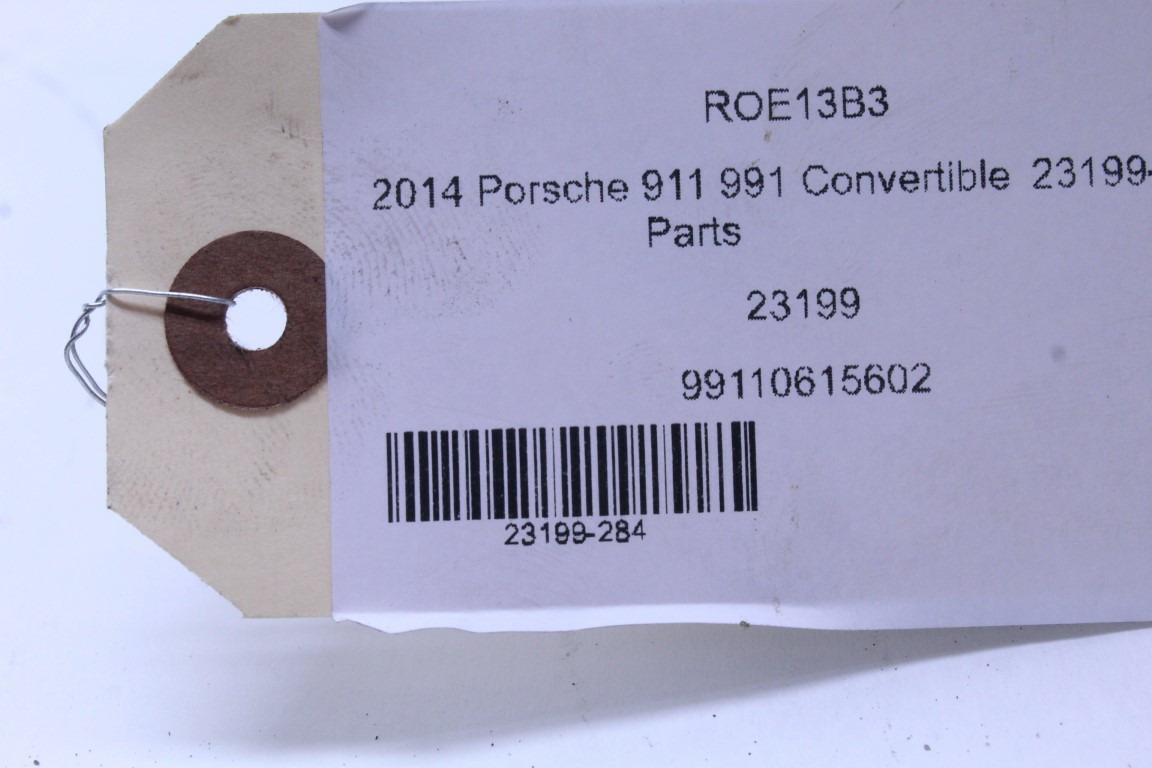 ROE13B3
2014 Porsche 911 991 Convertible 23199-
Parts
23199
99110615602
23199-284